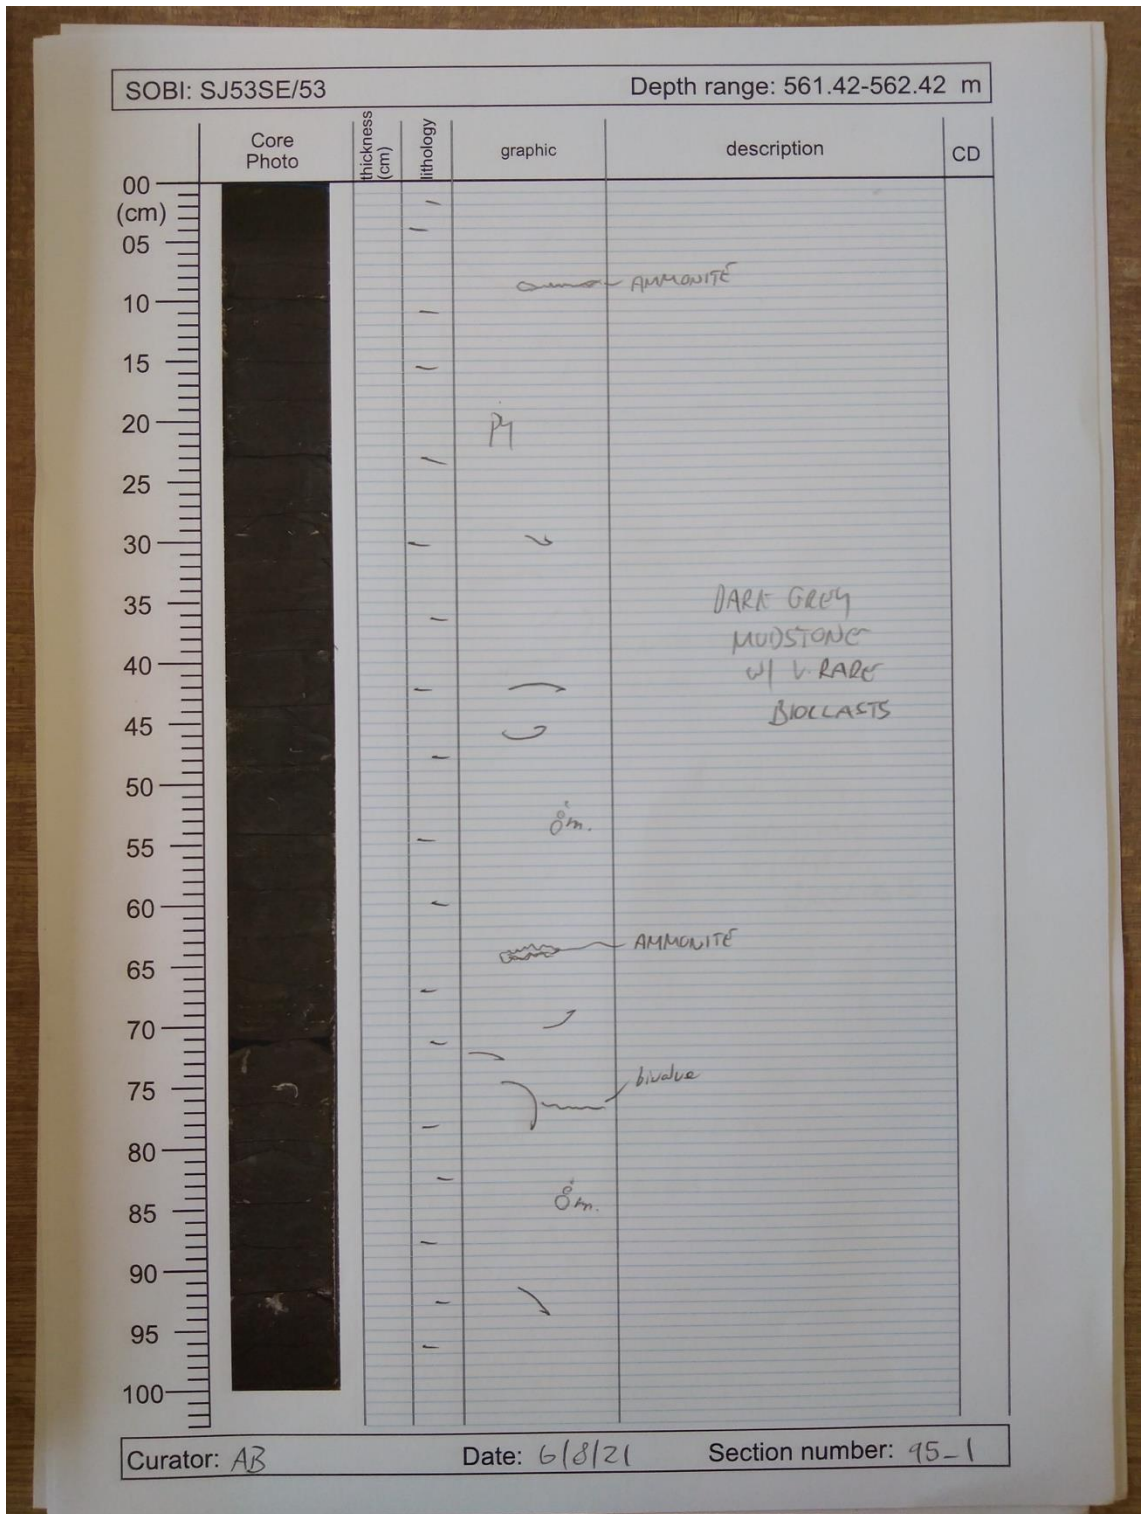 SOBI: SJ53SE/53 Depth range: 561.42-562.42 m
Core Photo thickness (cm) lithology graphic description CD
00
(cm)
05
AMMONITE
10
15
20
Py
25
30
35
DARK GREY
MUDSTONE
40
w/ V. RARE
BIOCLASTS
45
50
m.
55
60
AMMONITE
65
70
75
bivalve
80
85
m.
90
95
100
Curator: AB Date: 6/8/21 Section number: 95_1